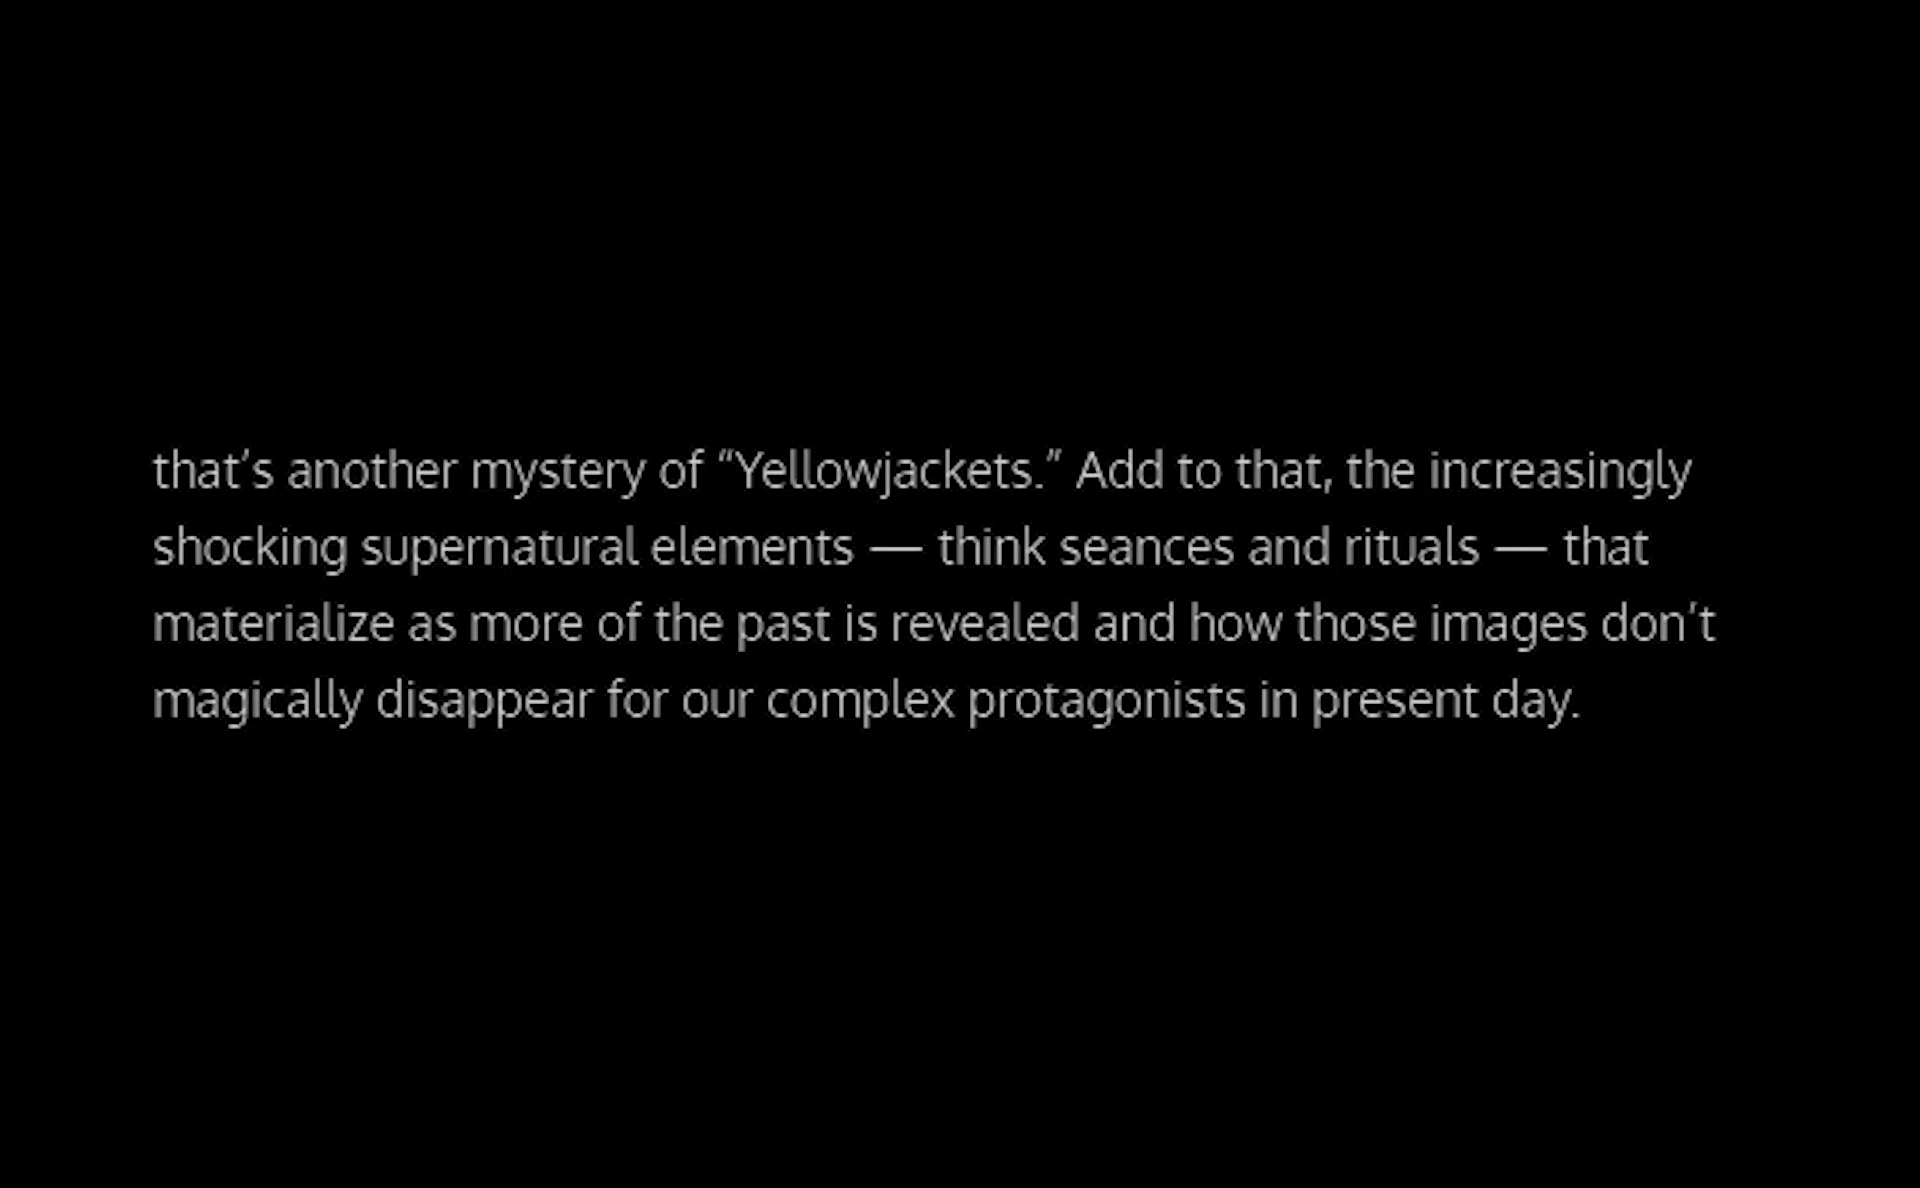 that’s another mystery of “Yellowjackets.” Add to that, the increasingly
shocking supernatural elements — think seances and rituals — that
materialize as more of the past is revealed and how those images don’t
magically disappear for our complex protagonists in present day.